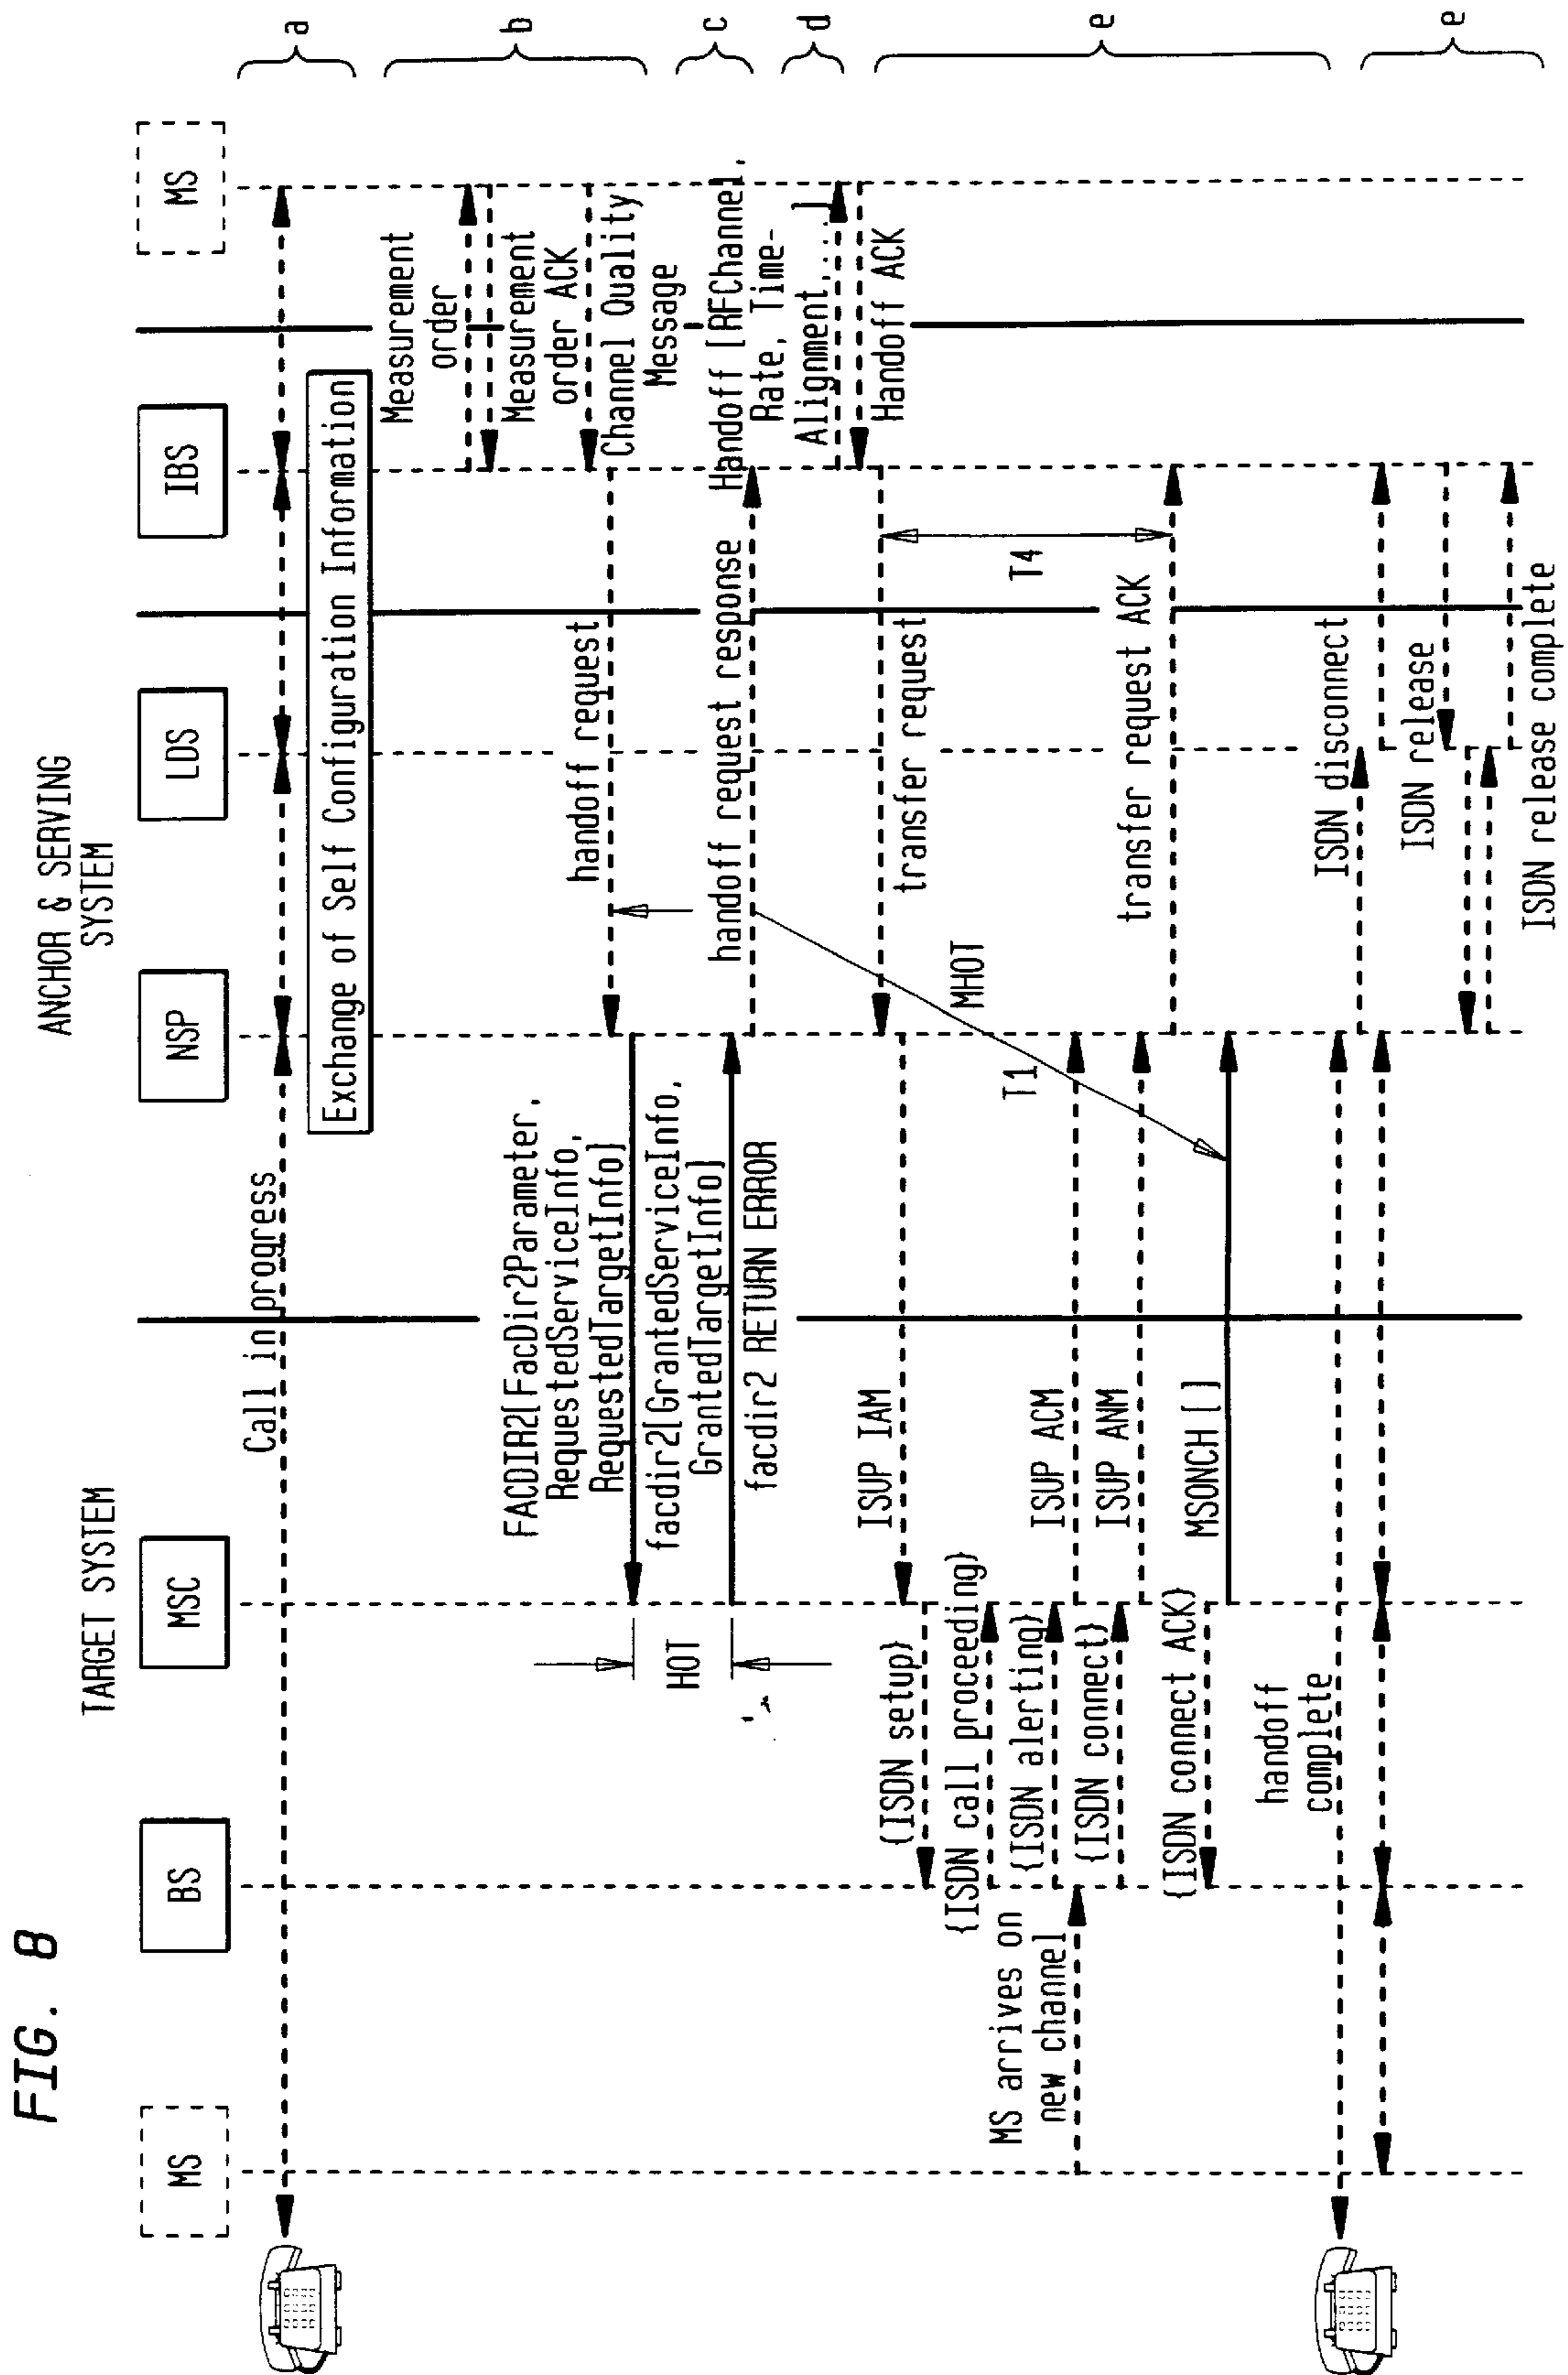 FIG. 8
TARGET SYSTEM
ANCHOR & SERVING
SYSTEM
MS
BS
MSC
NSP
LDS
IBS
MS
Call in progress
a
Exchange of Self Configuration Information
Measurement
order
Measurement
order ACK
Channel Quality
Message
b
handoff request
FACDIR2[FacDir2Parameter,
RequestedServiceInfo,
RequestedTargetInfo]
HOT
facdir2[GrantedServiceInfo,
GrantedTargetInfo]
facdir2 RETURN ERROR
handoff request response
c
Handoff [RFChannel,
Rate, Time-
Alignment,...]
d
Handoff ACK
transfer request
ISUP IAM
{ISDN setup}
{ISDN call proceeding}
{ISDN alerting}
MS arrives on
new channel
ISUP ACM
{ISDN connect}
ISUP ANM
MHOT
T1
T4
transfer request ACK
{ISDN connect ACK}
MSONCH []
e
handoff
complete
ISDN disconnect
ISDN release
ISDN release complete
e